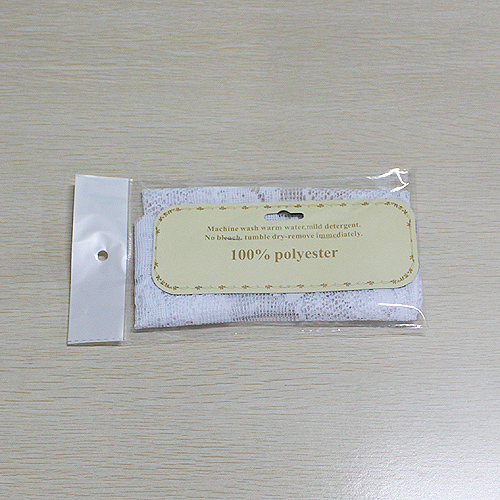 Machine wash warm water,mild detergent.
No bleach, tumble dry-remove immediately.
100% polyester